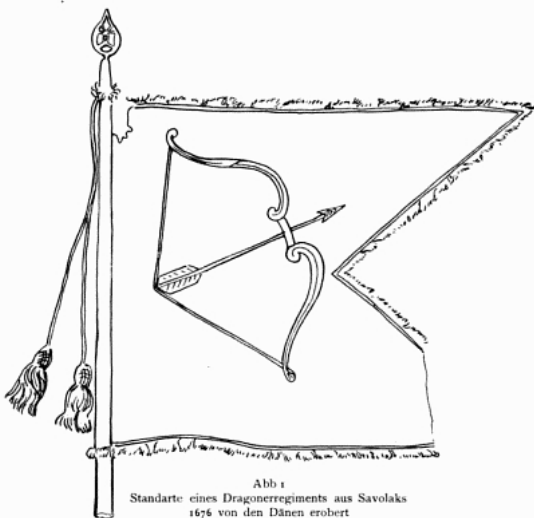 Abb 1
Standarte eines Dragonerregiments aus Savolaks
1676 von den Dänen erobert